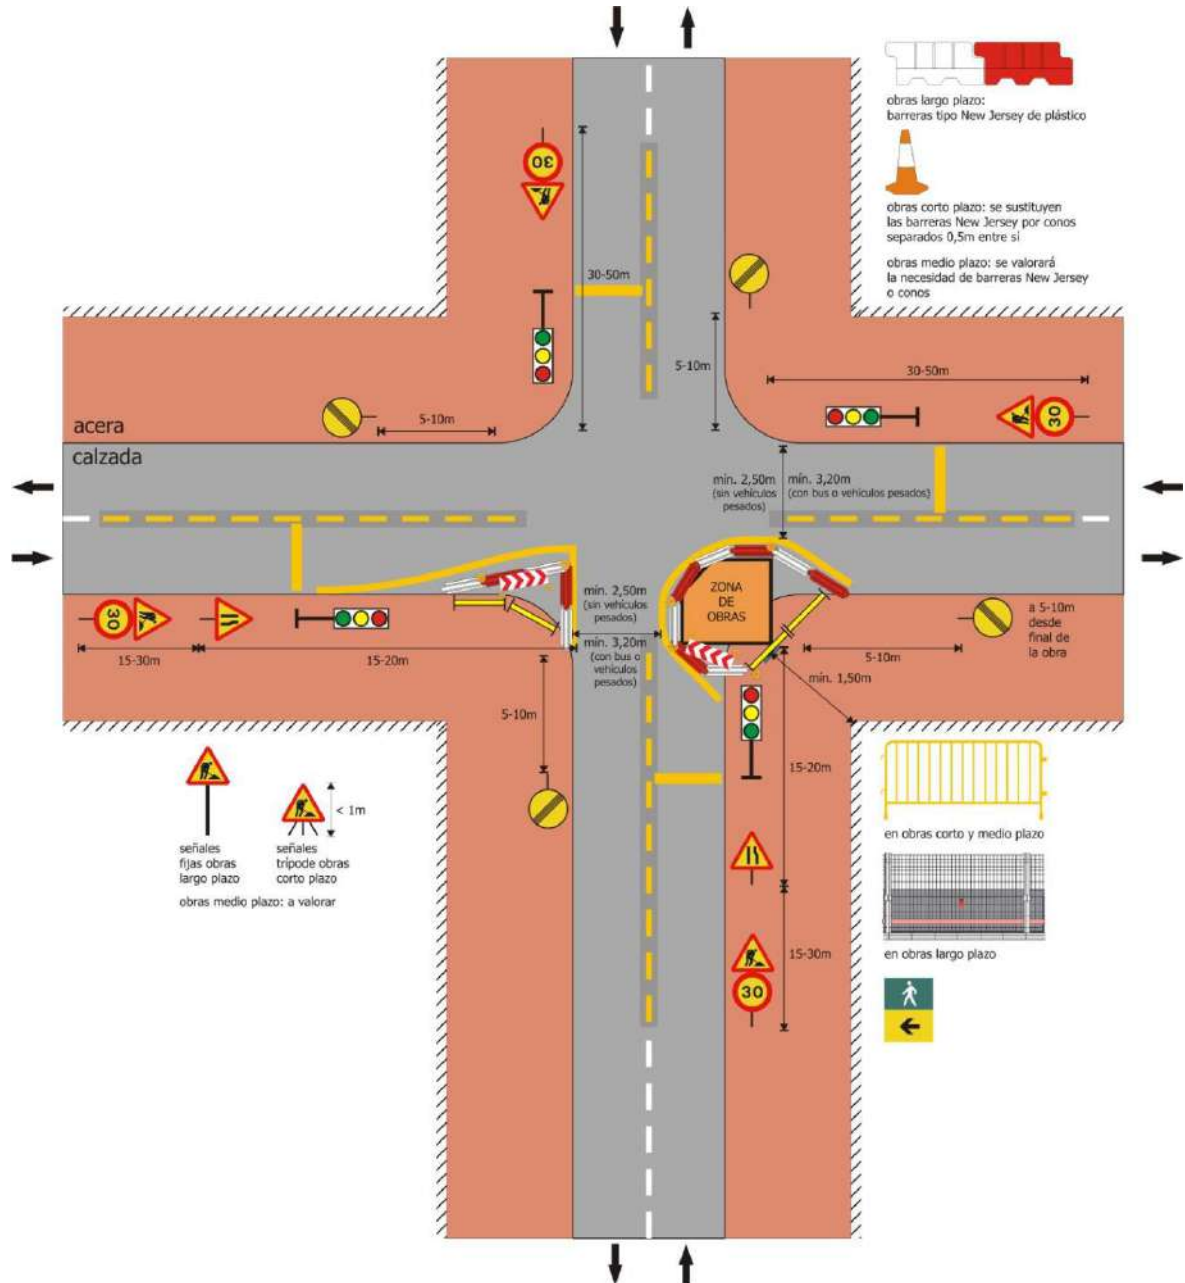 obras largo plazo:
barreras tipo New Jersey de plástico
obras corto plazo: se sustituyen
las barreras New Jersey por conos
separados 0,5m entre sí
obras medio plazo: se valorará
la necesidad de barreras New Jersey
o conos
30
30-50m
5-10m
30-50m
30
acera
calzada
5-10m
mín. 2,50m
(sin vehículos
pesados)
mín. 3,20m
(con bus o vehículos pesados)
ZONA
DE
OBRAS
mín. 2,50m
(sin vehículos
pesados)
mín. 3,20m
(con bus o
vehículos
pesados)
30
15-30m
15-20m
a 5-10m
desde
final de
la obra
5-10m
mín. 1,50m
5-10m
15-20m
15-30m
30
< 1m
señales
fijas obras
largo plazo
señales
trípode obras
corto plazo
obras medio plazo: a valorar
en obras corto y medio plazo
en obras largo plazo